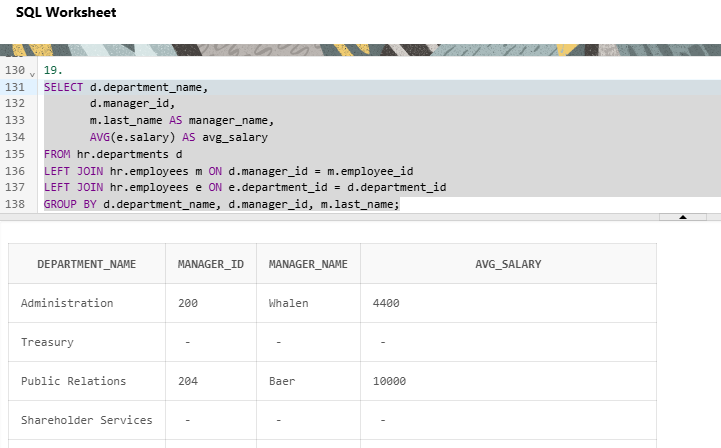 SQL Worksheet
130 19.
131 SELECT d.department_name,
132 d.manager_id,
133 m.last_name AS manager_name,
134 AVG(e.salary) AS avg_salary
135 FROM hr.departments d
136 LEFT JOIN hr.employees m ON d.manager_id = m.employee_id
137 LEFT JOIN hr.employees e ON e.department_id = d.department_id
138 GROUP BY d.department_name, d.manager_id, m.last_name;
DEPARTMENT_NAME MANAGER_ID MANAGER_NAME AVG_SALARY
Administration 200 Whalen 4400
Treasury - - -
Public Relations 204 Baer 10000
Shareholder Services - - -